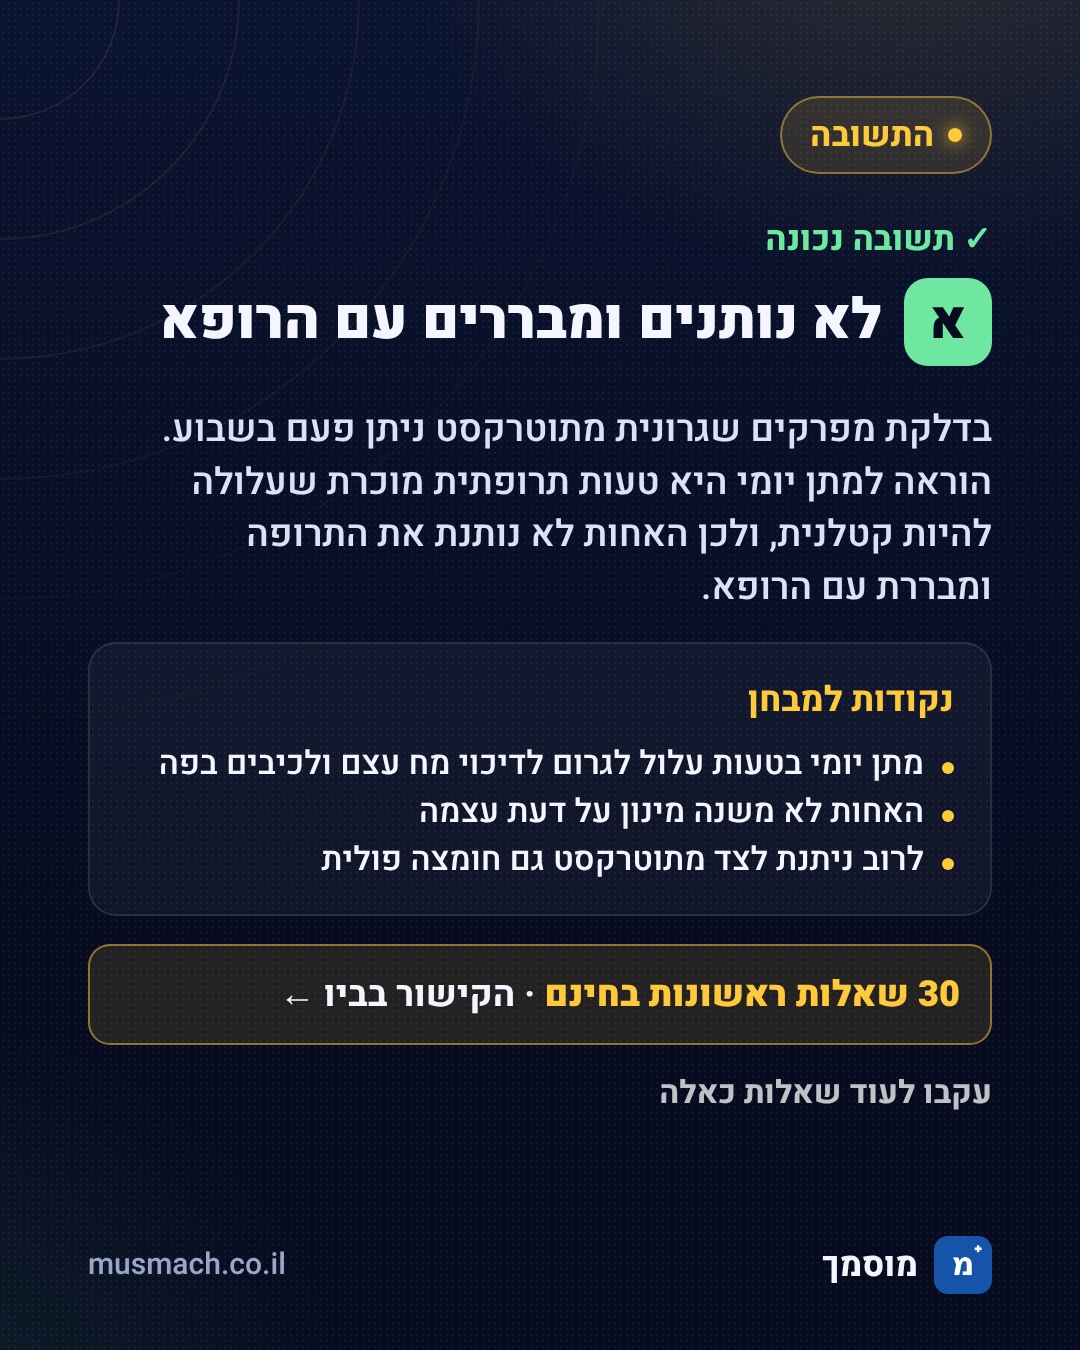 התשובה
✓ תשובה נכונה
א לא נותנים ומבררים עם הרופא
בדלקת מפרקים שגרונית מתוטרקסט ניתן פעם בשבוע.
הוראה למתן יומי היא טעות תרופתית מוכרת שעלולה
להיות קטלנית, ולכן האחות לא נותנת את התרופה
ומבררת עם הרופא.
נקודות למבחן
• מתן יומי בטעות עלול לגרום לדיכוי מח עצם ולכיבים בפה
• האחות לא משנה מינון על דעת עצמה
• לרוב ניתנת לצד מתוטרקסט גם חומצה פולית
30 שאלות ראשונות בחינם · הקישור בביו ←
עקבו לעוד שאלות כאלה
מ מוסמך
musmach.co.il